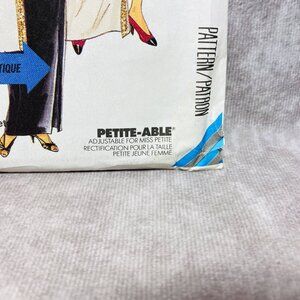 TIQUE
PATTERN/PATRON
PETITE-ABLE®
ADJUSTABLE FOR MISS PETITE
RECTIFICATION POUR LA TAILLE
PETITE JEUNE FEMME